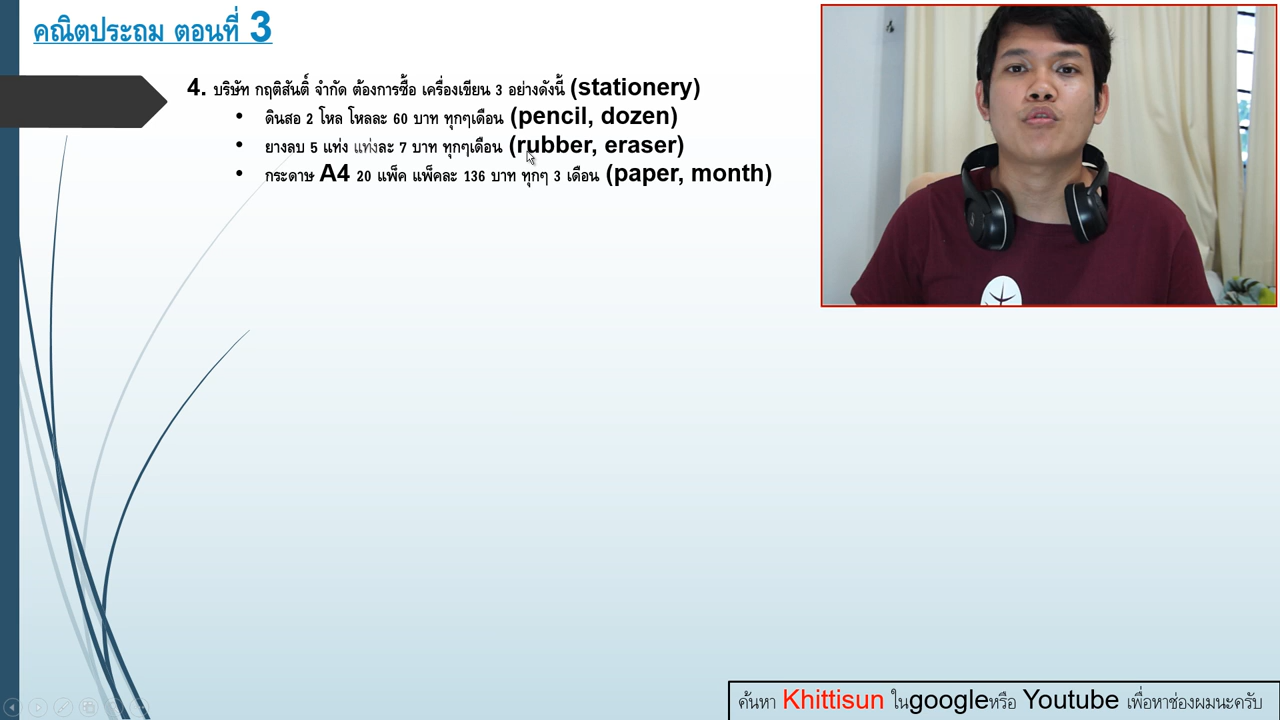 คณิตประถม ตอนที่ 3
4. บริษัท กฤติสันติ์ จำกัด ต้องการซื้อ เครื่องเขียน 3 อย่างดังนี้ (stationery)
• ดินสอ 2 โหล โหลละ 60 บาท ทุกๆเดือน (pencil, dozen)
• ยางลบ 5 แท่ง แท่งละ 7 บาท ทุกๆเดือน (rubber, eraser)
• กระดาษ A4 20 แพ็ค แพ็คละ 136 บาท ทุกๆ 3 เดือน (paper, month)
ค้นหา Khittisun ในgoogleหรือ Youtube เพื่อหาช่องผมนะครับ